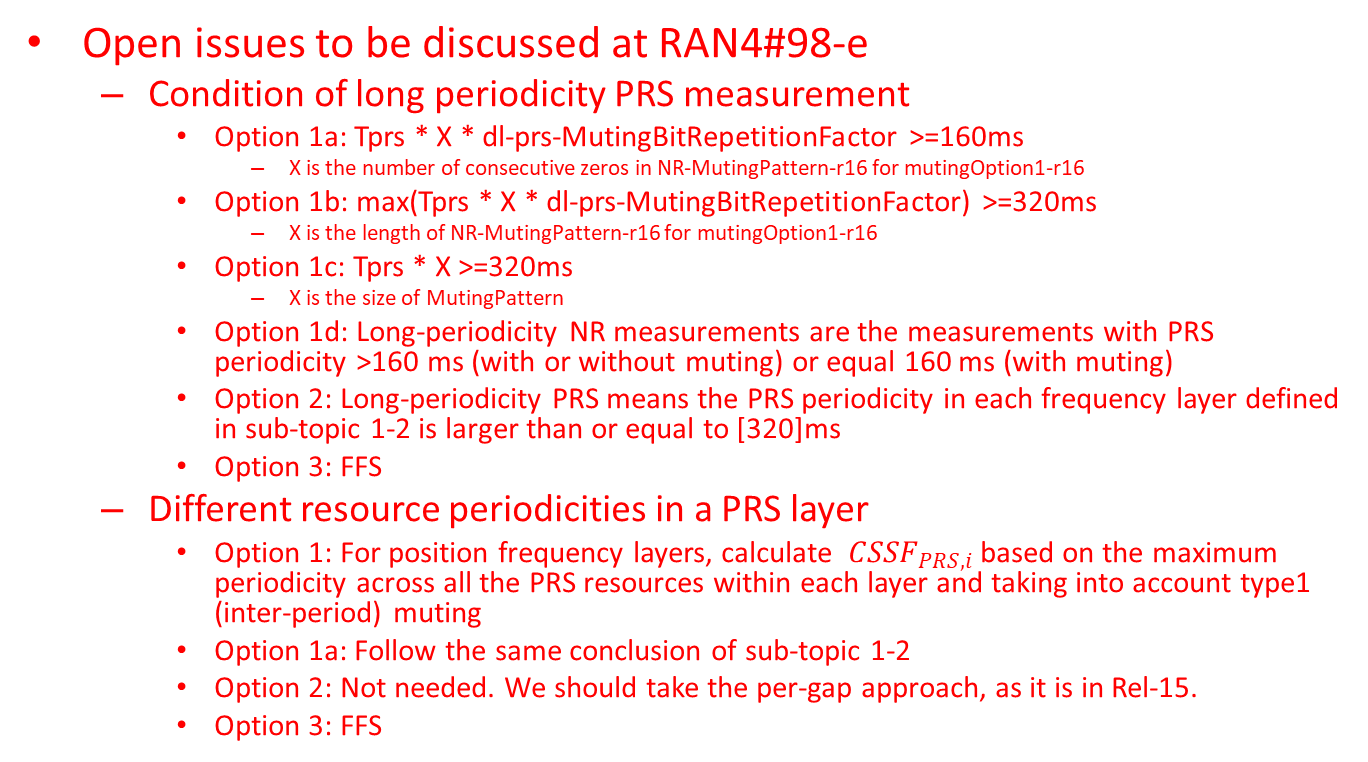 • Open issues to be discussed at RAN4#98-e
– Condition of long periodicity PRS measurement
• Option 1a: Tprs * X * dl-prs-MutingBitRepetitionFactor >=160ms
– X is the number of consecutive zeros in NR-MutingPattern-r16 for mutingOption1-r16
• Option 1b: max(Tprs * X * dl-prs-MutingBitRepetitionFactor) >=320ms
– X is the length of NR-MutingPattern-r16 for mutingOption1-r16
• Option 1c: Tprs * X >=320ms
– X is the size of MutingPattern
• Option 1d: Long-periodicity NR measurements are the measurements with PRS
periodicity >160 ms (with or without muting) or equal 160 ms (with muting)
• Option 2: Long-periodicity PRS means the PRS periodicity in each frequency layer defined
in sub-topic 1-2 is larger than or equal to [320]ms
• Option 3: FFS
– Different resource periodicities in a PRS layer
• Option 1: For position frequency layers, calculate CSSF_{PRS,i} based on the maximum
periodicity across all the PRS resources within each layer and taking into account type1
(inter-period) muting
• Option 1a: Follow the same conclusion of sub-topic 1-2
• Option 2: Not needed. We should take the per-gap approach, as it is in Rel-15.
• Option 3: FFS